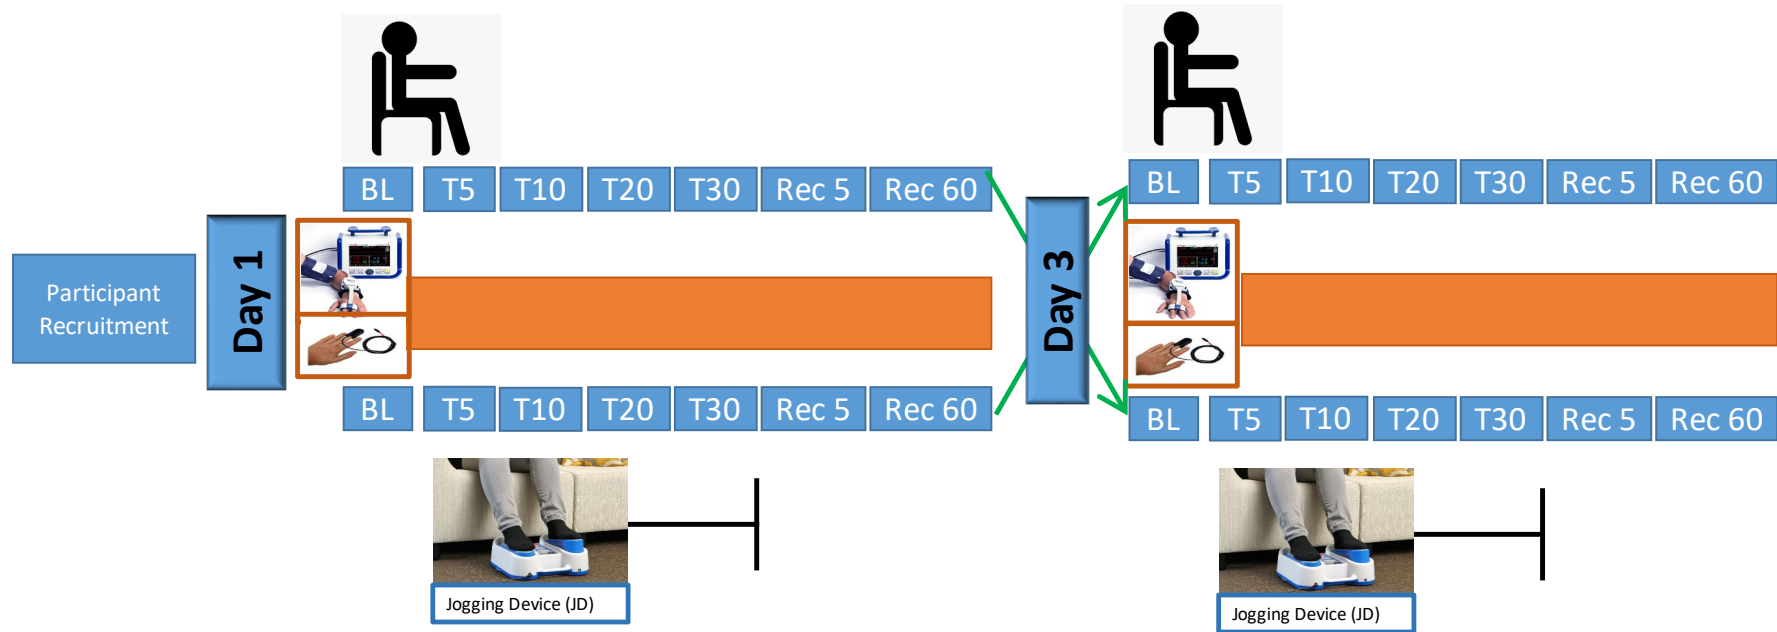 BL T5 T10 T20 T30 Rec 5 Rec 60
BL T5 T10 T20 T30 Rec 5 Rec 60
Participant
Recruitment
Day 1
Day 3
BL T5 T10 T20 T30 Rec 5 Rec 60
BL T5 T10 T20 T30 Rec 5 Rec 60
Jogging Device (JD)
Jogging Device (JD)